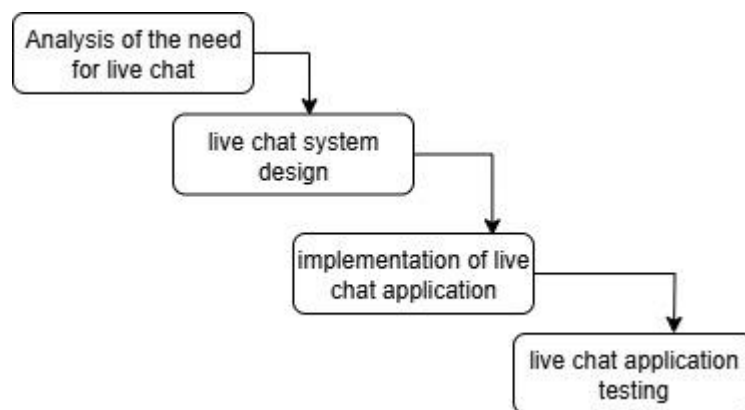 Analysis of the need
for live chat
live chat system
design
implementation of live
chat application
live chat application
testing